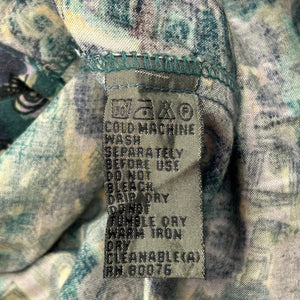 COLD MACHINE
WASH
SEPARATELY
BEFORE USE
DO NOT
BLEACH
DRIP DRY
DO NOT
TUMBLE DRY
WARM IRON
DRY
CLEANABLE(A)
RN 80076